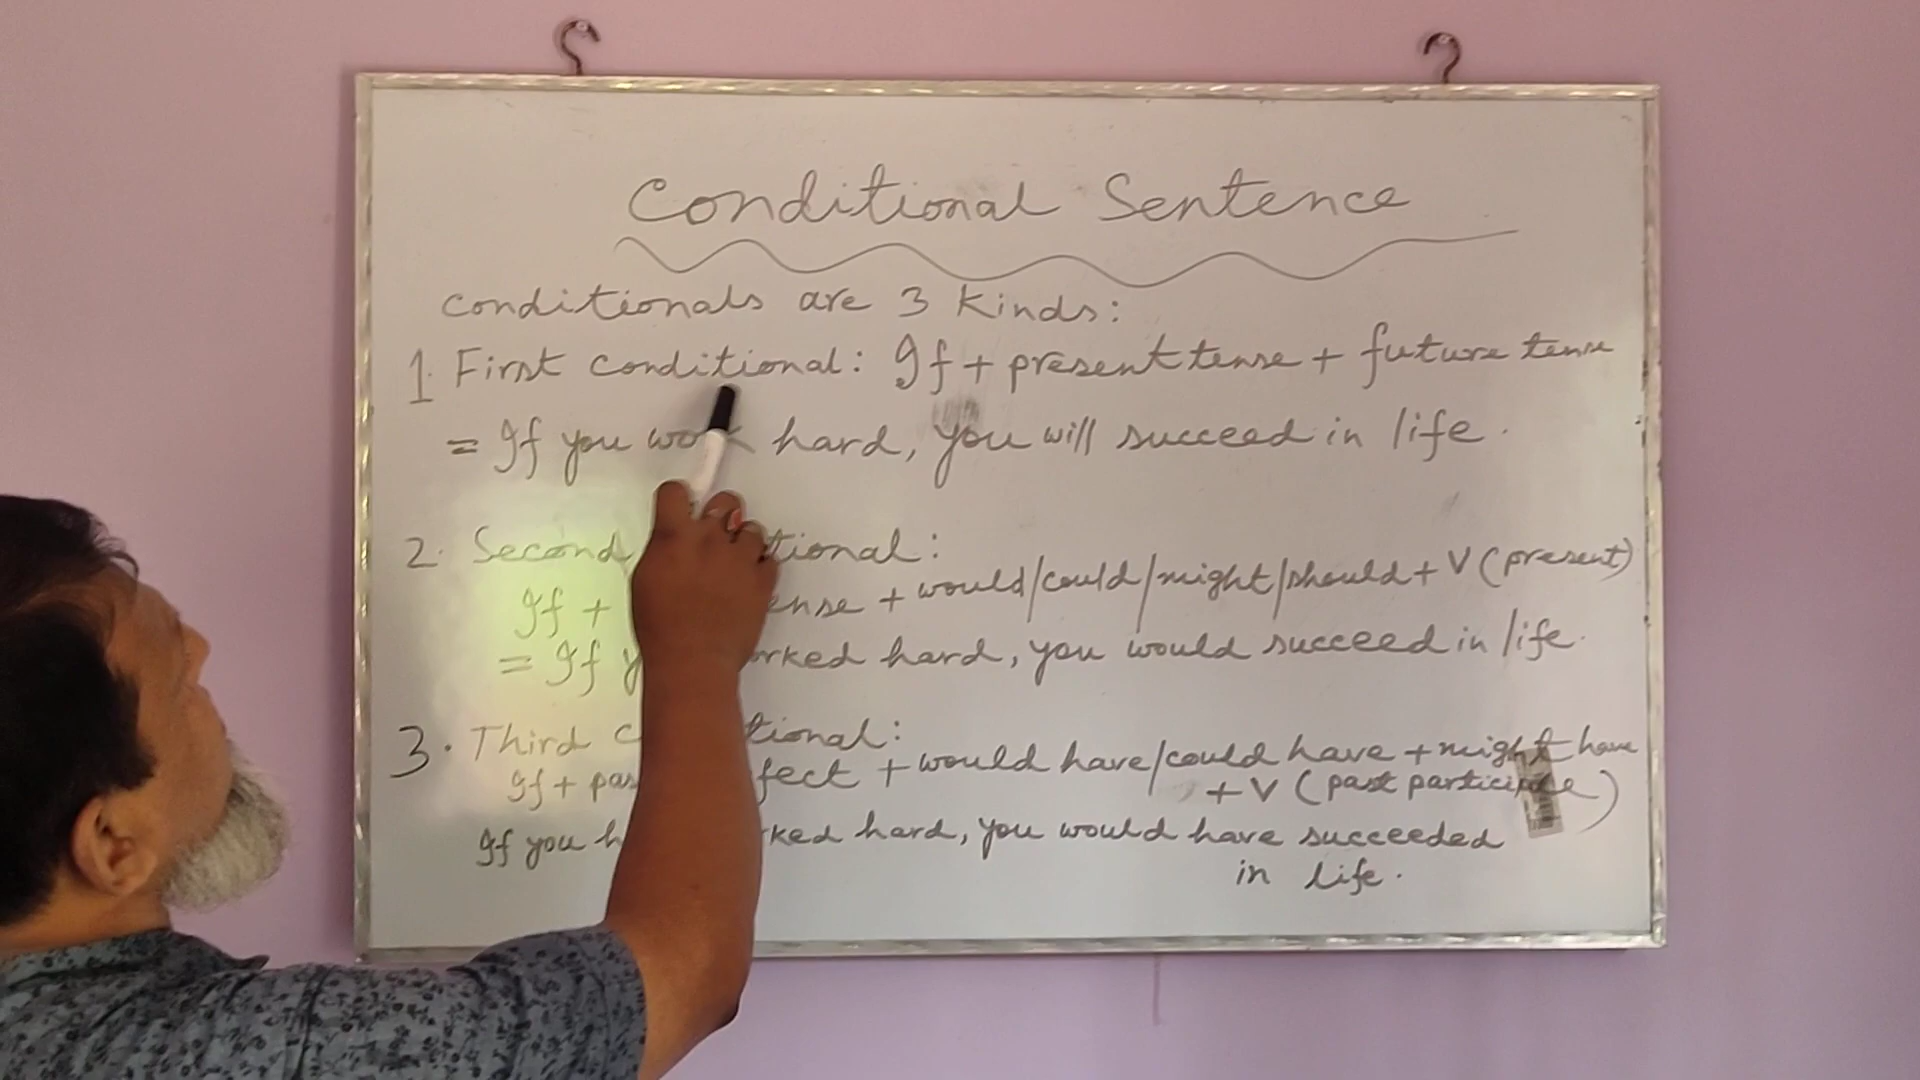 Conditional Sentence
Conditionals are 3 Kinds:
1. First Conditional: If + present tense + future tense
= If you work hard, you will succeed in life.
2. Second tional:
If + ense + would/could/might/should + V (present)
= If y orked hard, you would succeed in life.
3. Third c tional:
If + pas fect + would have/could have + might have
+ V (past participle)
If you h ked hard, you would have succeeded
in life.